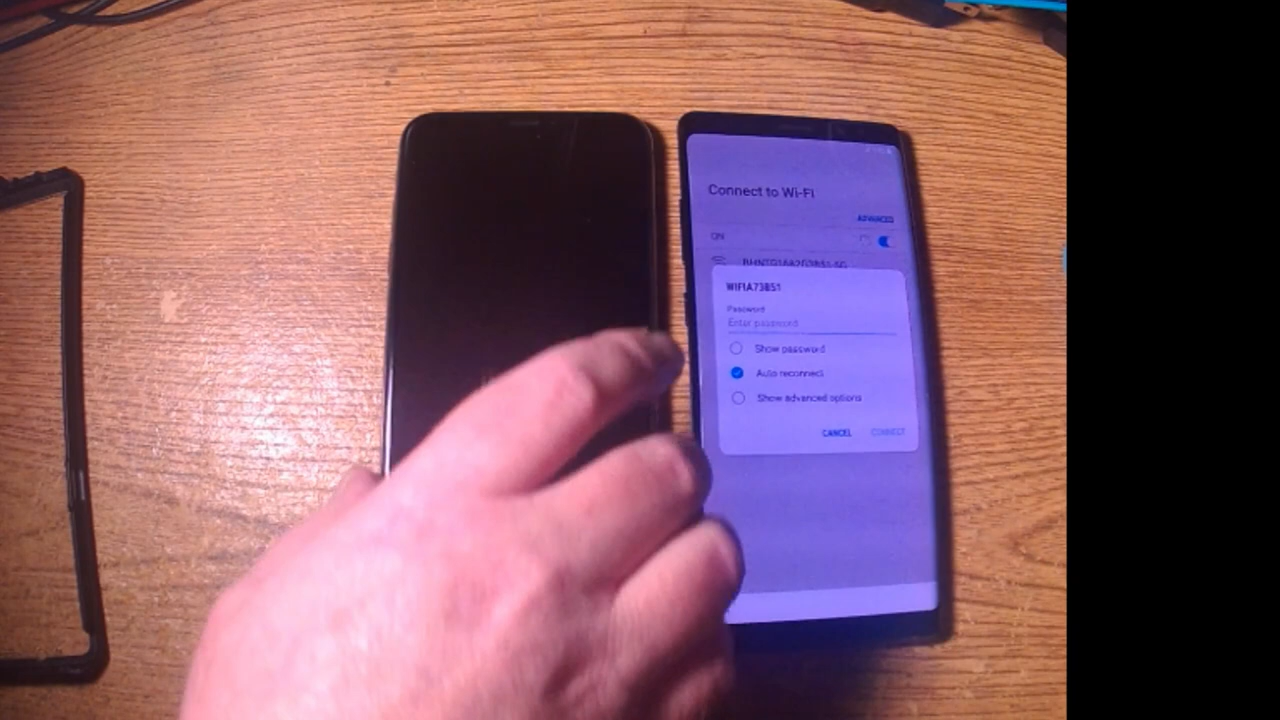 Connect to Wi-Fi
ADVANCED
ON
WIFIA73B51
Password
Enter password
Show password
Auto reconnect
Show advanced options
CANCEL CONNECT